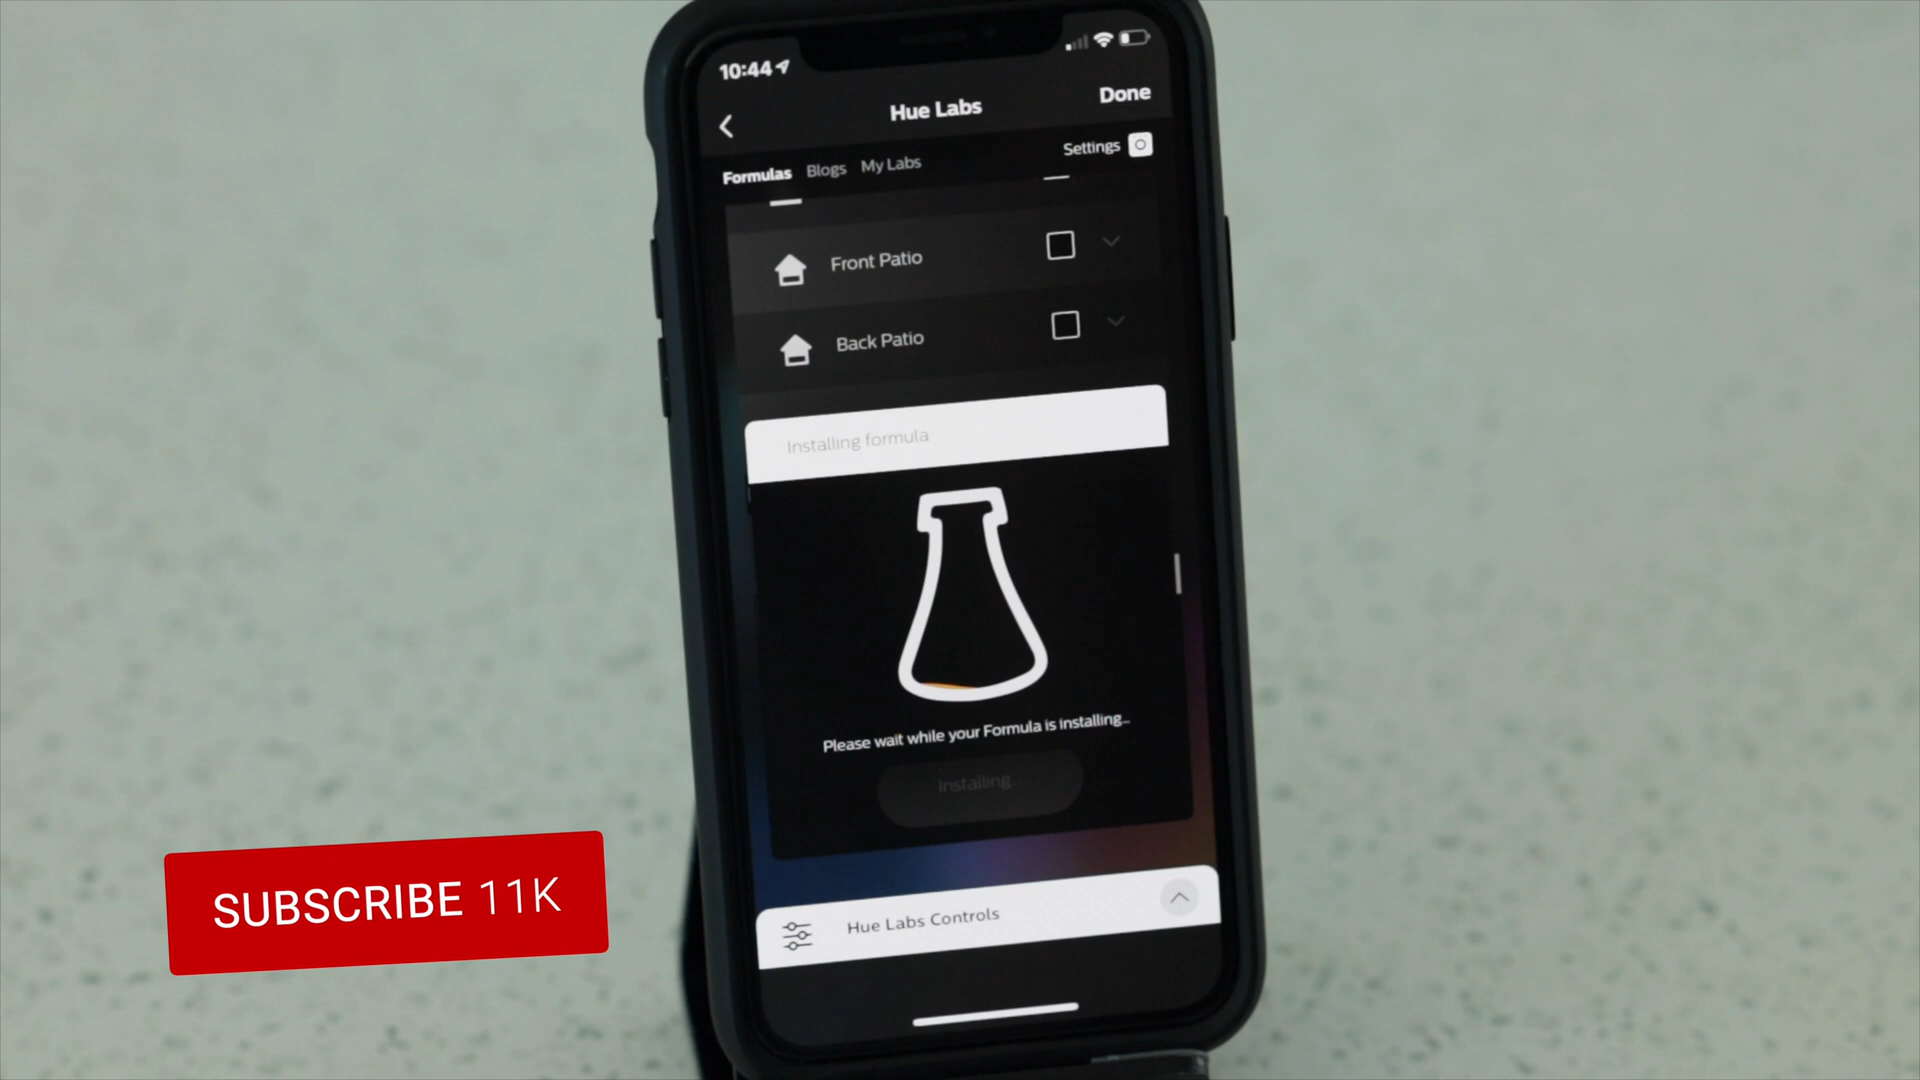 10:44
Hue Labs
Done
Formulas Blogs My Labs
Settings
Front Patio
Back Patio
Installing formula
Please wait while your Formula is installing...
Installing...
Hue Labs Controls
SUBSCRIBE 11K